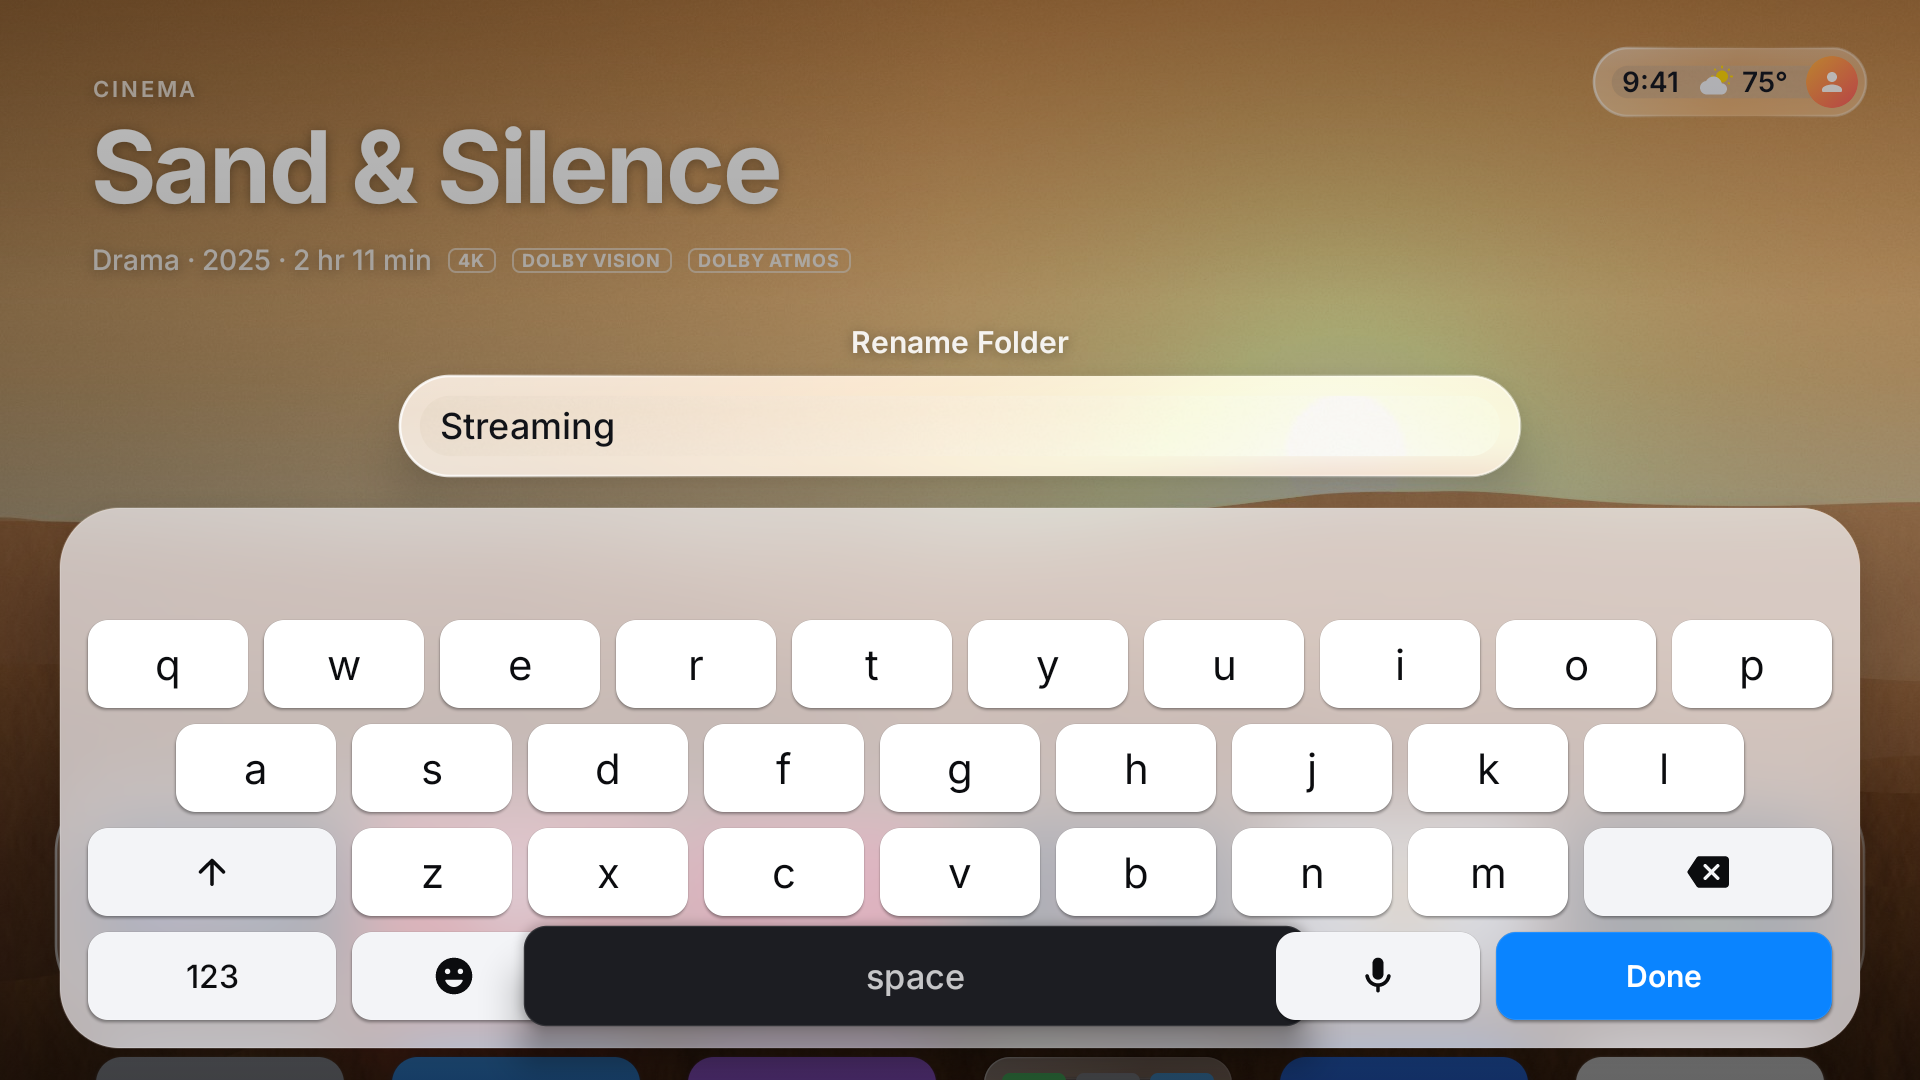 CINEMA
9:41 75°
Sand & Silence
Drama · 2025 · 2 hr 11 min 4K DOLBY VISION DOLBY ATMOS
Rename Folder
Streaming
q w e r t y u i o p
a s d f g h j k l
z x c v b n m
123 space Done